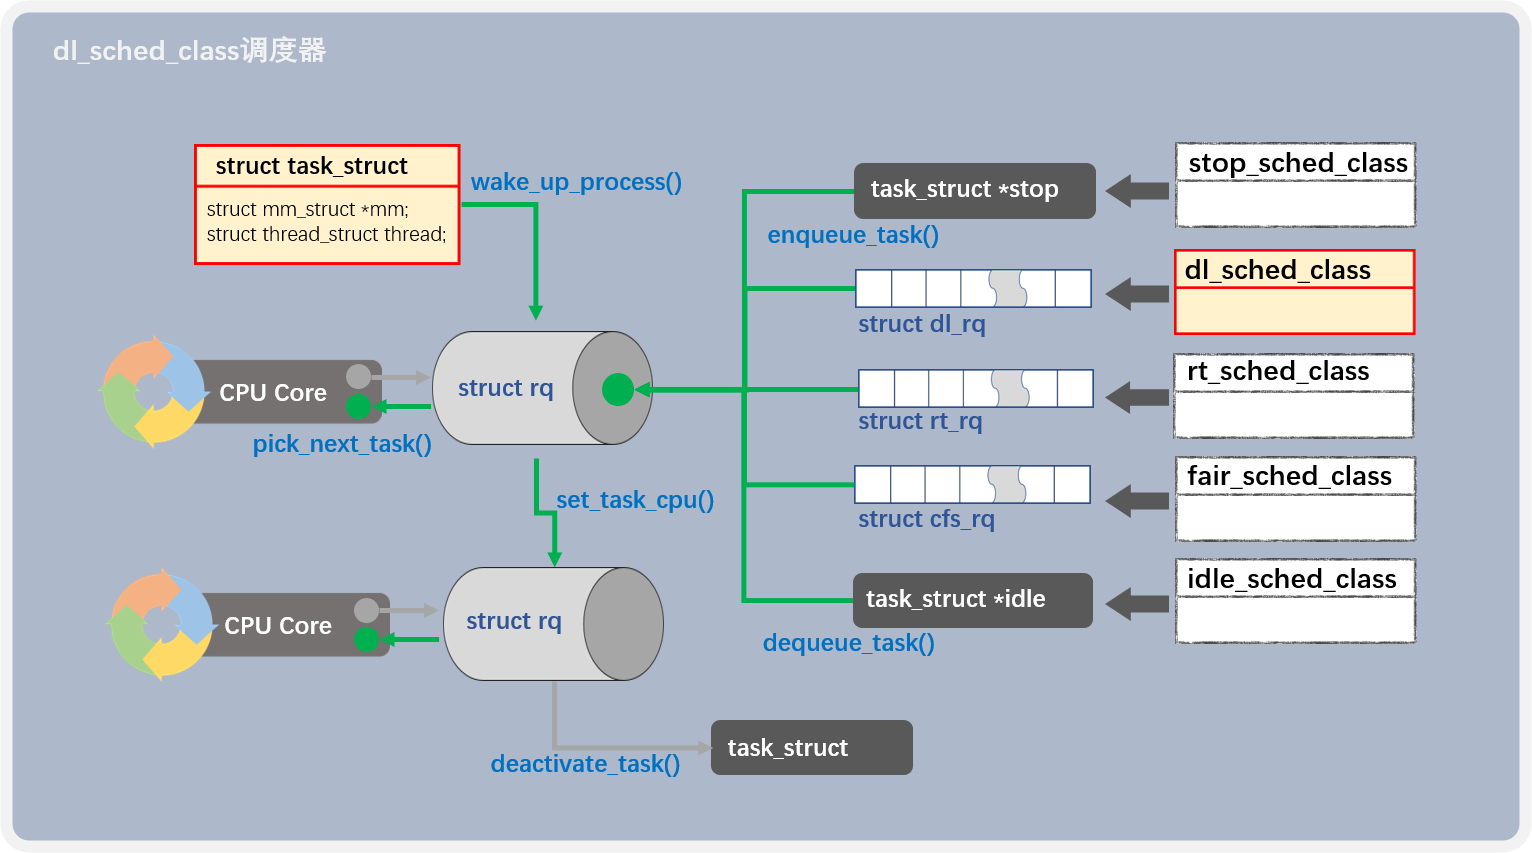 dl_sched_class调度器
struct task_struct
struct mm_struct *mm;
struct thread_struct thread;
wake_up_process()
task_struct *stop
stop_sched_class
enqueue_task()
dl_sched_class
struct dl_rq
CPU Core
struct rq
rt_sched_class
struct rt_rq
pick_next_task()
set_task_cpu()
fair_sched_class
struct cfs_rq
CPU Core
struct rq
task_struct *idle
idle_sched_class
dequeue_task()
deactivate_task()
task_struct